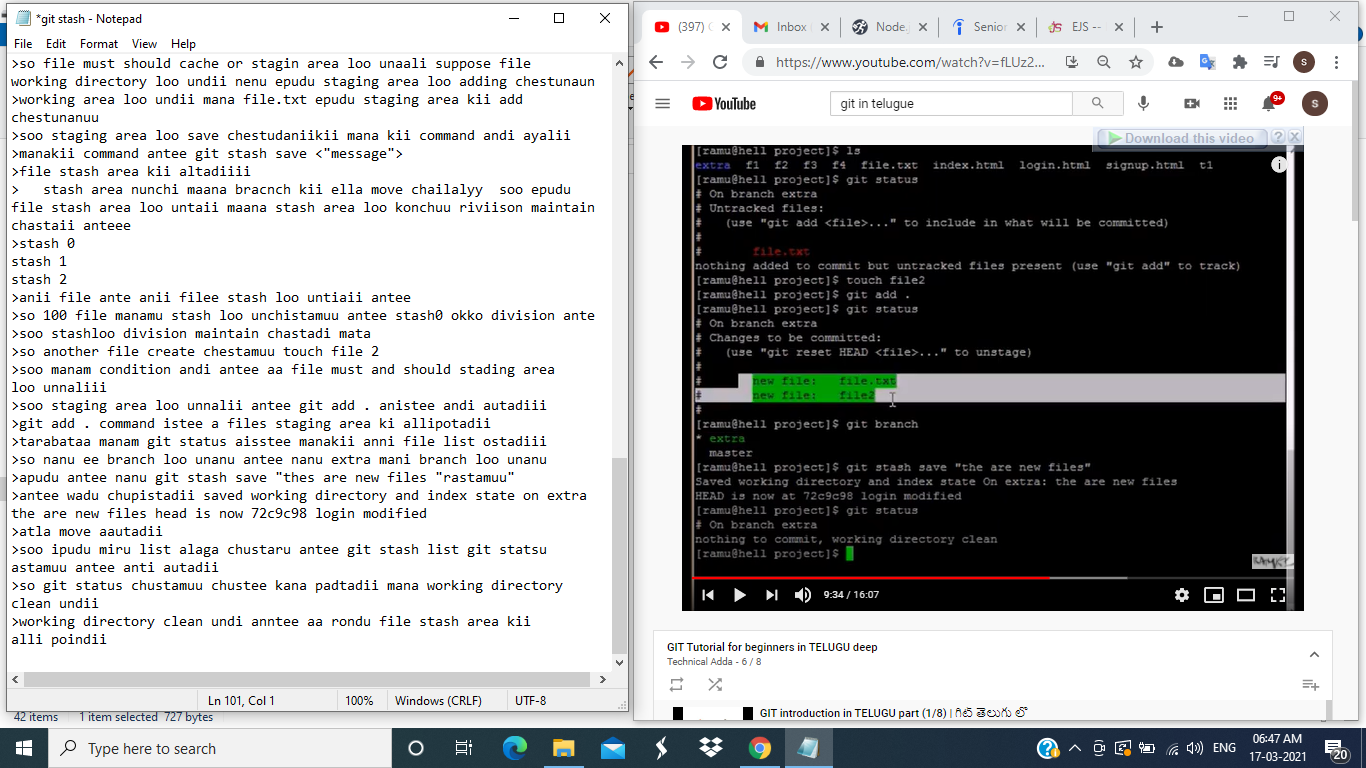 *git stash - Notepad
File Edit Format View Help
>so file must should cache or stagin area loo unaali suppose file
working directory loo undii nenu epudu staging area loo adding chestunaun
>working area loo undii mana file.txt epudu staging area kii add
chestunanuu
>soo staging area loo save chestudaniikii mana kii command andi ayalii
>manakii command antee git stash save <"message">
>file stash area kii altadiiii
>   stash area nunchi maana bracnch kii ella move chailalyy  soo epudu
file stash area loo untaii maana stash area loo konchuu riviison maintain
chastaii anteee
>stash 0
stash 1
stash 2
>anii file ante anii filee stash loo untiaii antee
>so 100 file manamu stash loo unchistamuu antee stash0 okko division ante
>soo stashloo division maintain chastadi mata
>so another file create chestamuu touch file 2
>soo manam condition andi antee aa file must and should stading area
loo unnaliii
>soo staging area loo unnalii antee git add . anistee andi autadiii
>git add . command istee a files staging area ki allipotadii
>tarabataa manam git status aisstee manakii anni file list ostadiii
>so nanu ee branch loo unanu antee nanu extra mani branch loo unanu
>apudu antee nanu git stash save "thes are new files "rastamuu"
>antee wadu chupistadii saved working directory and index state on extra
the are new files head is now 72c9c98 login modified
>atla move aautadii
>soo ipudu miru list alaga chustaru antee git stash list git statsu
astamuu antee anti autadii
>so git status chustamuu chustee kana padtadii mana working directory
clean undii
>working directory clean undi anntee aa rondu file stash area kii
alli poindii
Ln 101, Col 1 100% Windows (CRLF) UTF-8
42 items 1 item selected 727 bytes
(397) Inbox Node. Senior EJS --
https://www.youtube.com/watch?v=fLUz2...
S
YouTube
git in telugue
9+
S
Download this video ?
[ramu@hell project]$ ls
extra f1 f2 f3 f4 file.txt index.html login.html signup.html t1
[ramu@hell project]$ git status
# On branch extra
# Untracked files:
#   (use "git add <file>..." to include in what will be committed)
#
#       file.txt
nothing added to commit but untracked files present (use "git add" to track)
[ramu@hell project]$ touch file2
[ramu@hell project]$ git add .
[ramu@hell project]$ git status
# On branch extra
# Changes to be committed:
#   (use "git reset HEAD <file>..." to unstage)
#
#       new file:   file.txt
#       new file:   file2
#
[ramu@hell project]$ git branch
* extra
  master
[ramu@hell project]$ git stash save "the are new files"
Saved working directory and index state On extra: the are new files
HEAD is now at 72c9c98 login modified
[ramu@hell project]$ git status
# On branch extra
nothing to commit, working directory clean
[ramu@hell project]$
9:34 / 16:07
GIT Tutorial for beginners in TELUGU deep
Technical Adda - 6 / 8
GIT introduction in TELUGU part (1/8) | గిట్ తెలుగు లో
Type here to search
ENG
06:47 AM
17-03-2021
20